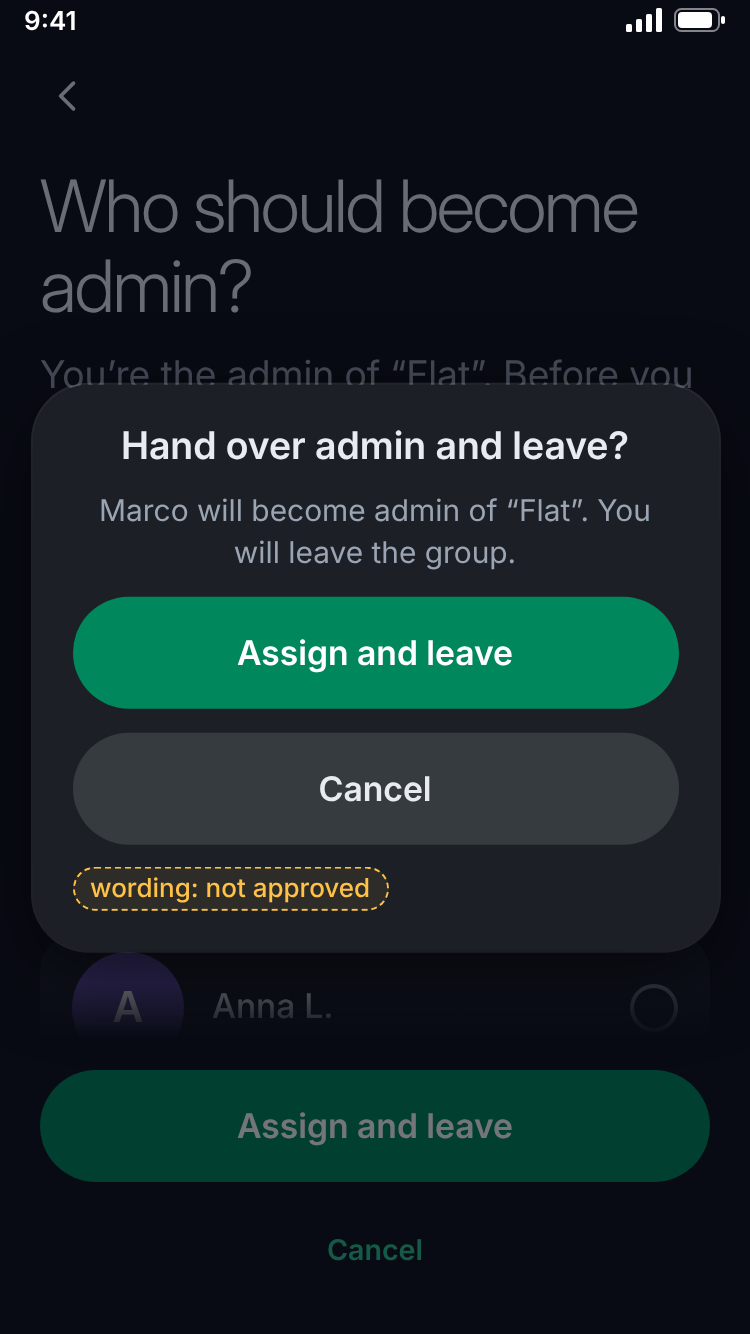 9:41
Who should become
admin?
You’re the admin of “Flat”. Before you
Hand over admin and leave?
Marco will become admin of “Flat”. You
will leave the group.
Assign and leave
Cancel
wording: not approved
A
Anna L.
Assign and leave
Cancel